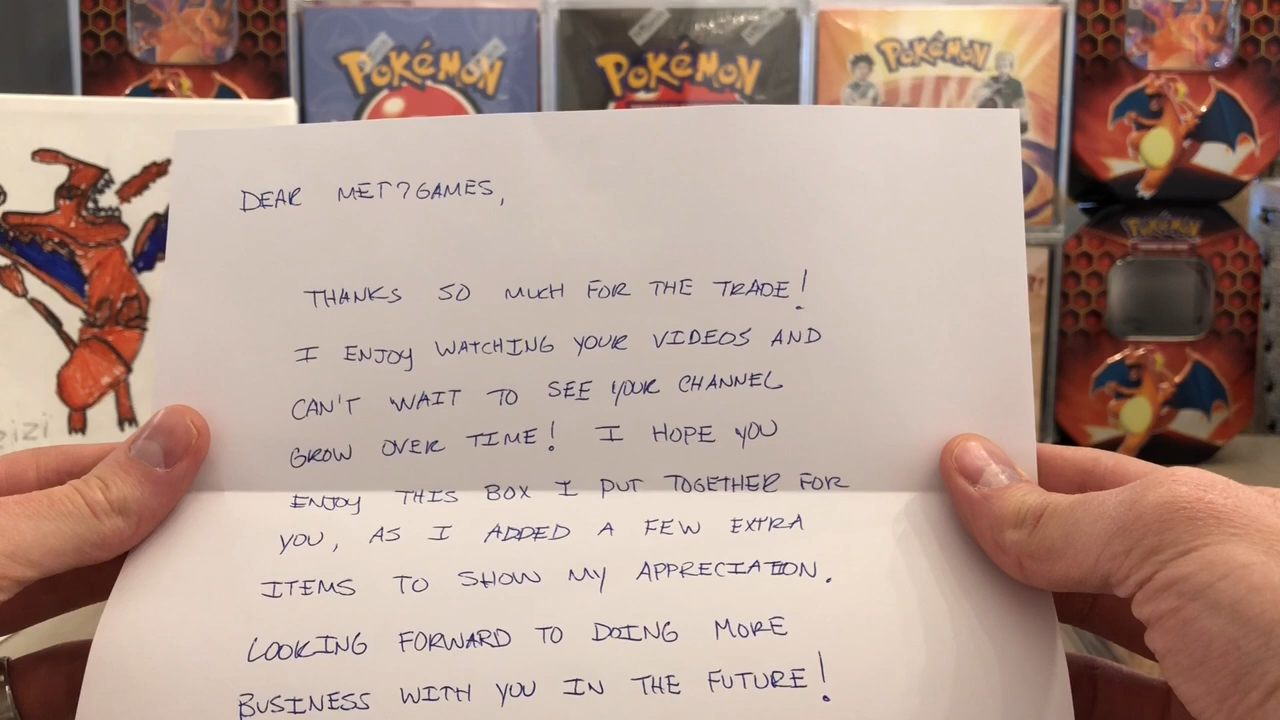 POKéMON
POKéMON
POKéMON
POKéMON
DEAR MET7GAMES,
THANKS SO MUCH FOR THE TRADE!
I ENJOY WATCHING YOUR VIDEOS AND
CAN'T WAIT TO SEE YOUR CHANNEL
GROW OVER TIME! I HOPE YOU
ENJOY THIS BOX I PUT TOGETHER FOR
YOU, AS I ADDED A FEW EXTRA
ITEMS TO SHOW MY APPRECIATION.
LOOKING FORWARD TO DOING MORE
BUSINESS WITH YOU IN THE FUTURE!